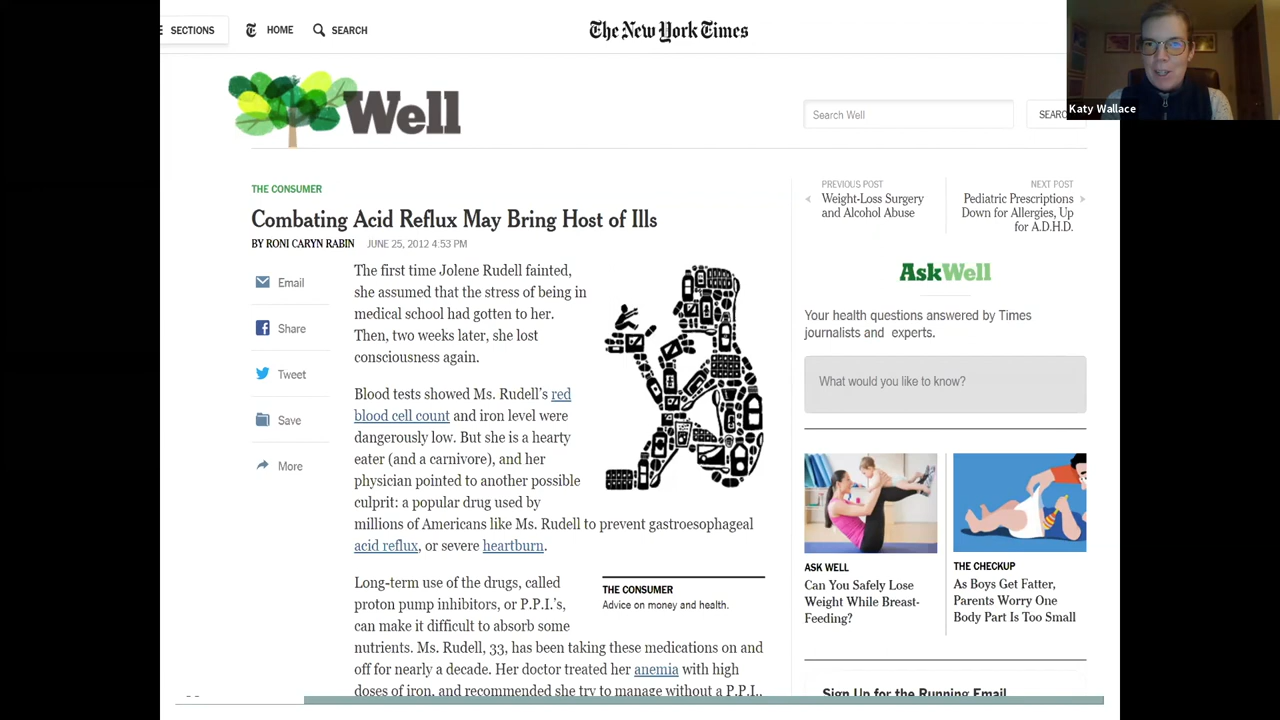 SECTIONS
HOME
SEARCH
The New York Times
Katy Wallace
Well
Search Well
THE CONSUMER
Combating Acid Reflux May Bring Host of Ills
BY RONI CARYN RABIN JUNE 25, 2012 4:53 PM
Email
Share
Tweet
Save
More
The first time Jolene Rudell fainted,
she assumed that the stress of being in
medical school had gotten to her.
Then, two weeks later, she lost
consciousness again.
Blood tests showed Ms. Rudell’s red
blood cell count and iron level were
dangerously low. But she is a hearty
eater (and a carnivore), and her
physician pointed to another possible
culprit: a popular drug used by
millions of Americans like Ms. Rudell to prevent gastroesophageal
acid reflux, or severe heartburn.
Long-term use of the drugs, called
proton pump inhibitors, or P.P.I.’s,
can make it difficult to absorb some
nutrients. Ms. Rudell, 33, has been taking these medications on and
off for nearly a decade. Her doctor treated her anemia with high
doses of iron, and recommended she try to manage without a P.P.I.,
THE CONSUMER
Advice on money and health.
PREVIOUS POST
Weight-Loss Surgery
and Alcohol Abuse
NEXT POST
Pediatric Prescriptions
Down for Allergies, Up
for A.D.H.D.
AskWell
Your health questions answered by Times
journalists and experts.
What would you like to know?
ASK WELL
Can You Safely Lose
Weight While Breast-
Feeding?
THE CHECKUP
As Boys Get Fatter,
Parents Worry One
Body Part Is Too Small
Sign Up for the Running Email